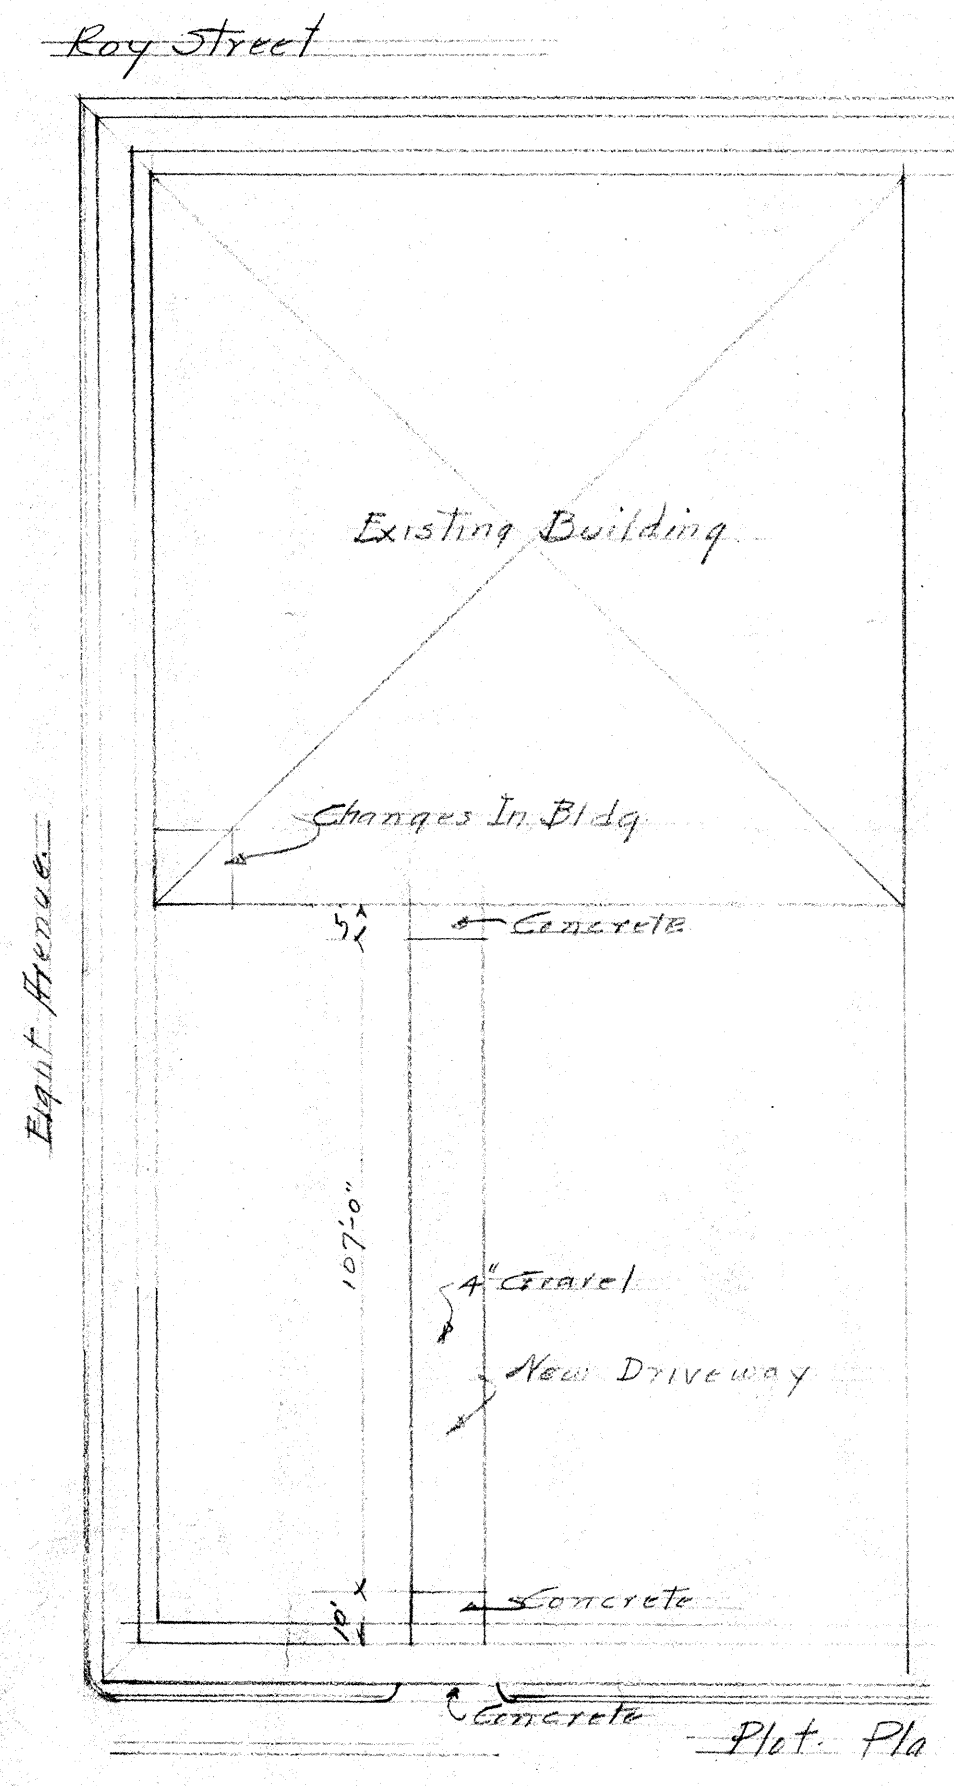 Roy Street
Existing Building
Changes In Bldg
Eight Avenue.
5'
Concrete
107'-0"
4" Gravel
New Driveway
10'
Concrete
Concrete
Plot. Pla